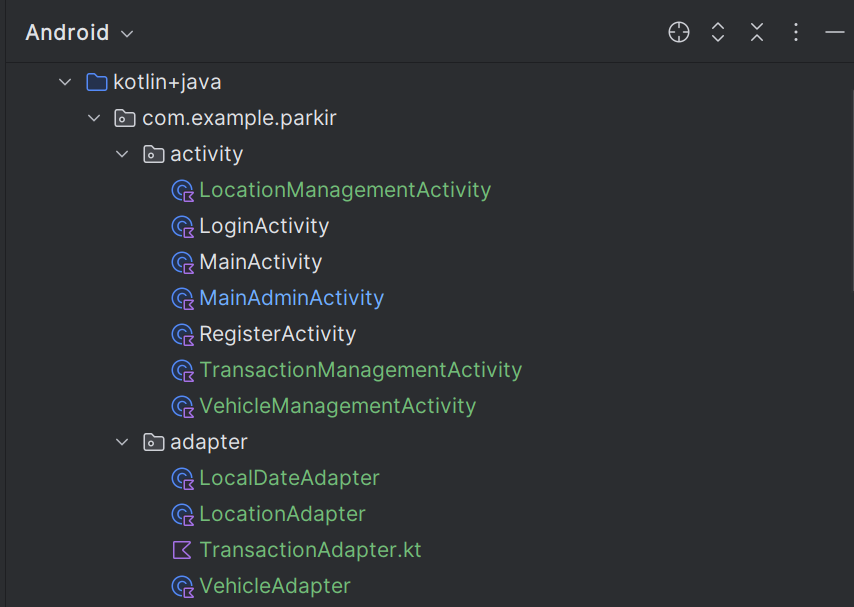 Android
kotlin+java
com.example.parkir
activity
LocationManagementActivity
LoginActivity
MainActivity
MainAdminActivity
RegisterActivity
TransactionManagementActivity
VehicleManagementActivity
adapter
LocalDateAdapter
LocationAdapter
TransactionAdapter.kt
VehicleAdapter